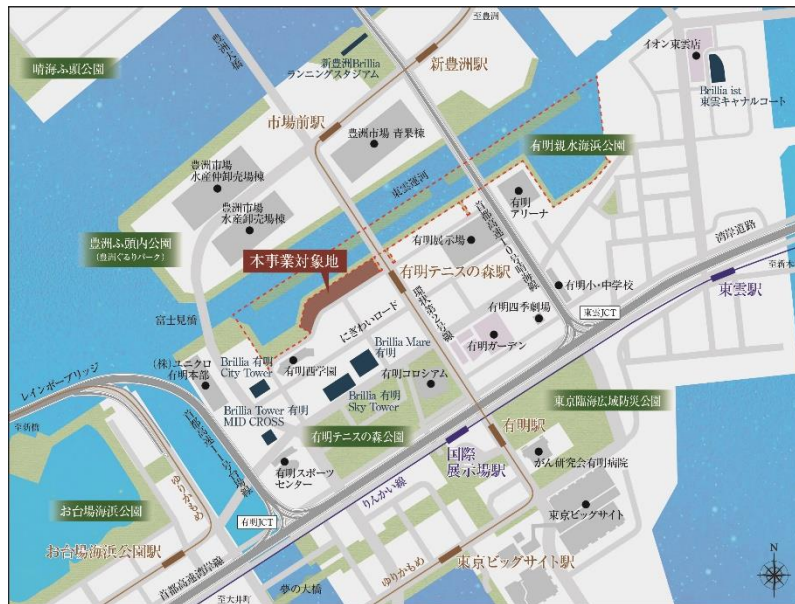 至豊洲
晴海ふ頭公園
豊洲大橋
新豊洲Brillia
ランニングスタジアム
新豊洲駅
イオン東雲店
Brillia ist
東雲キャナルコート
市場前駅
豊洲市場 青果棟
有明親水海浜公園
豊洲市場
水産仲卸売場棟
東雲運河
豊洲市場
水産卸売場棟
有明
アリーナ
首都高速10号晴海線
湾岸道路
豊洲ふ頭内公園
(豊洲ぐるりパーク)
本事業対象地
有明展示場
有明テニスの森駅
有明小・中学校
東雲駅
至新木場
富士見橋
にぎわいロード
環状第2号線
有明四季劇場
東雲JCT
レインボーブリッジ
(株)ユニクロ
有明本部
Brillia 有明
City Tower
有明西学園
Brillia Mare
有明
有明ガーデン
Brillia 有明
Sky Tower
有明コロシアム
Brillia Tower 有明
MID CROSS
東京臨海広域防災公園
至新橋
首都高速11号台場線
有明テニスの森公園
有明駅
国際
展示場駅
がん研究会有明病院
有明スポーツ
センター
お台場海浜公園
ゆりかもめ
りんかい線
東京ビッグサイト
有明JCT
お台場海浜公園駅
東京ビッグサイト駅
ゆりかもめ
首都高速湾岸線
夢の大橋
至大井町
N